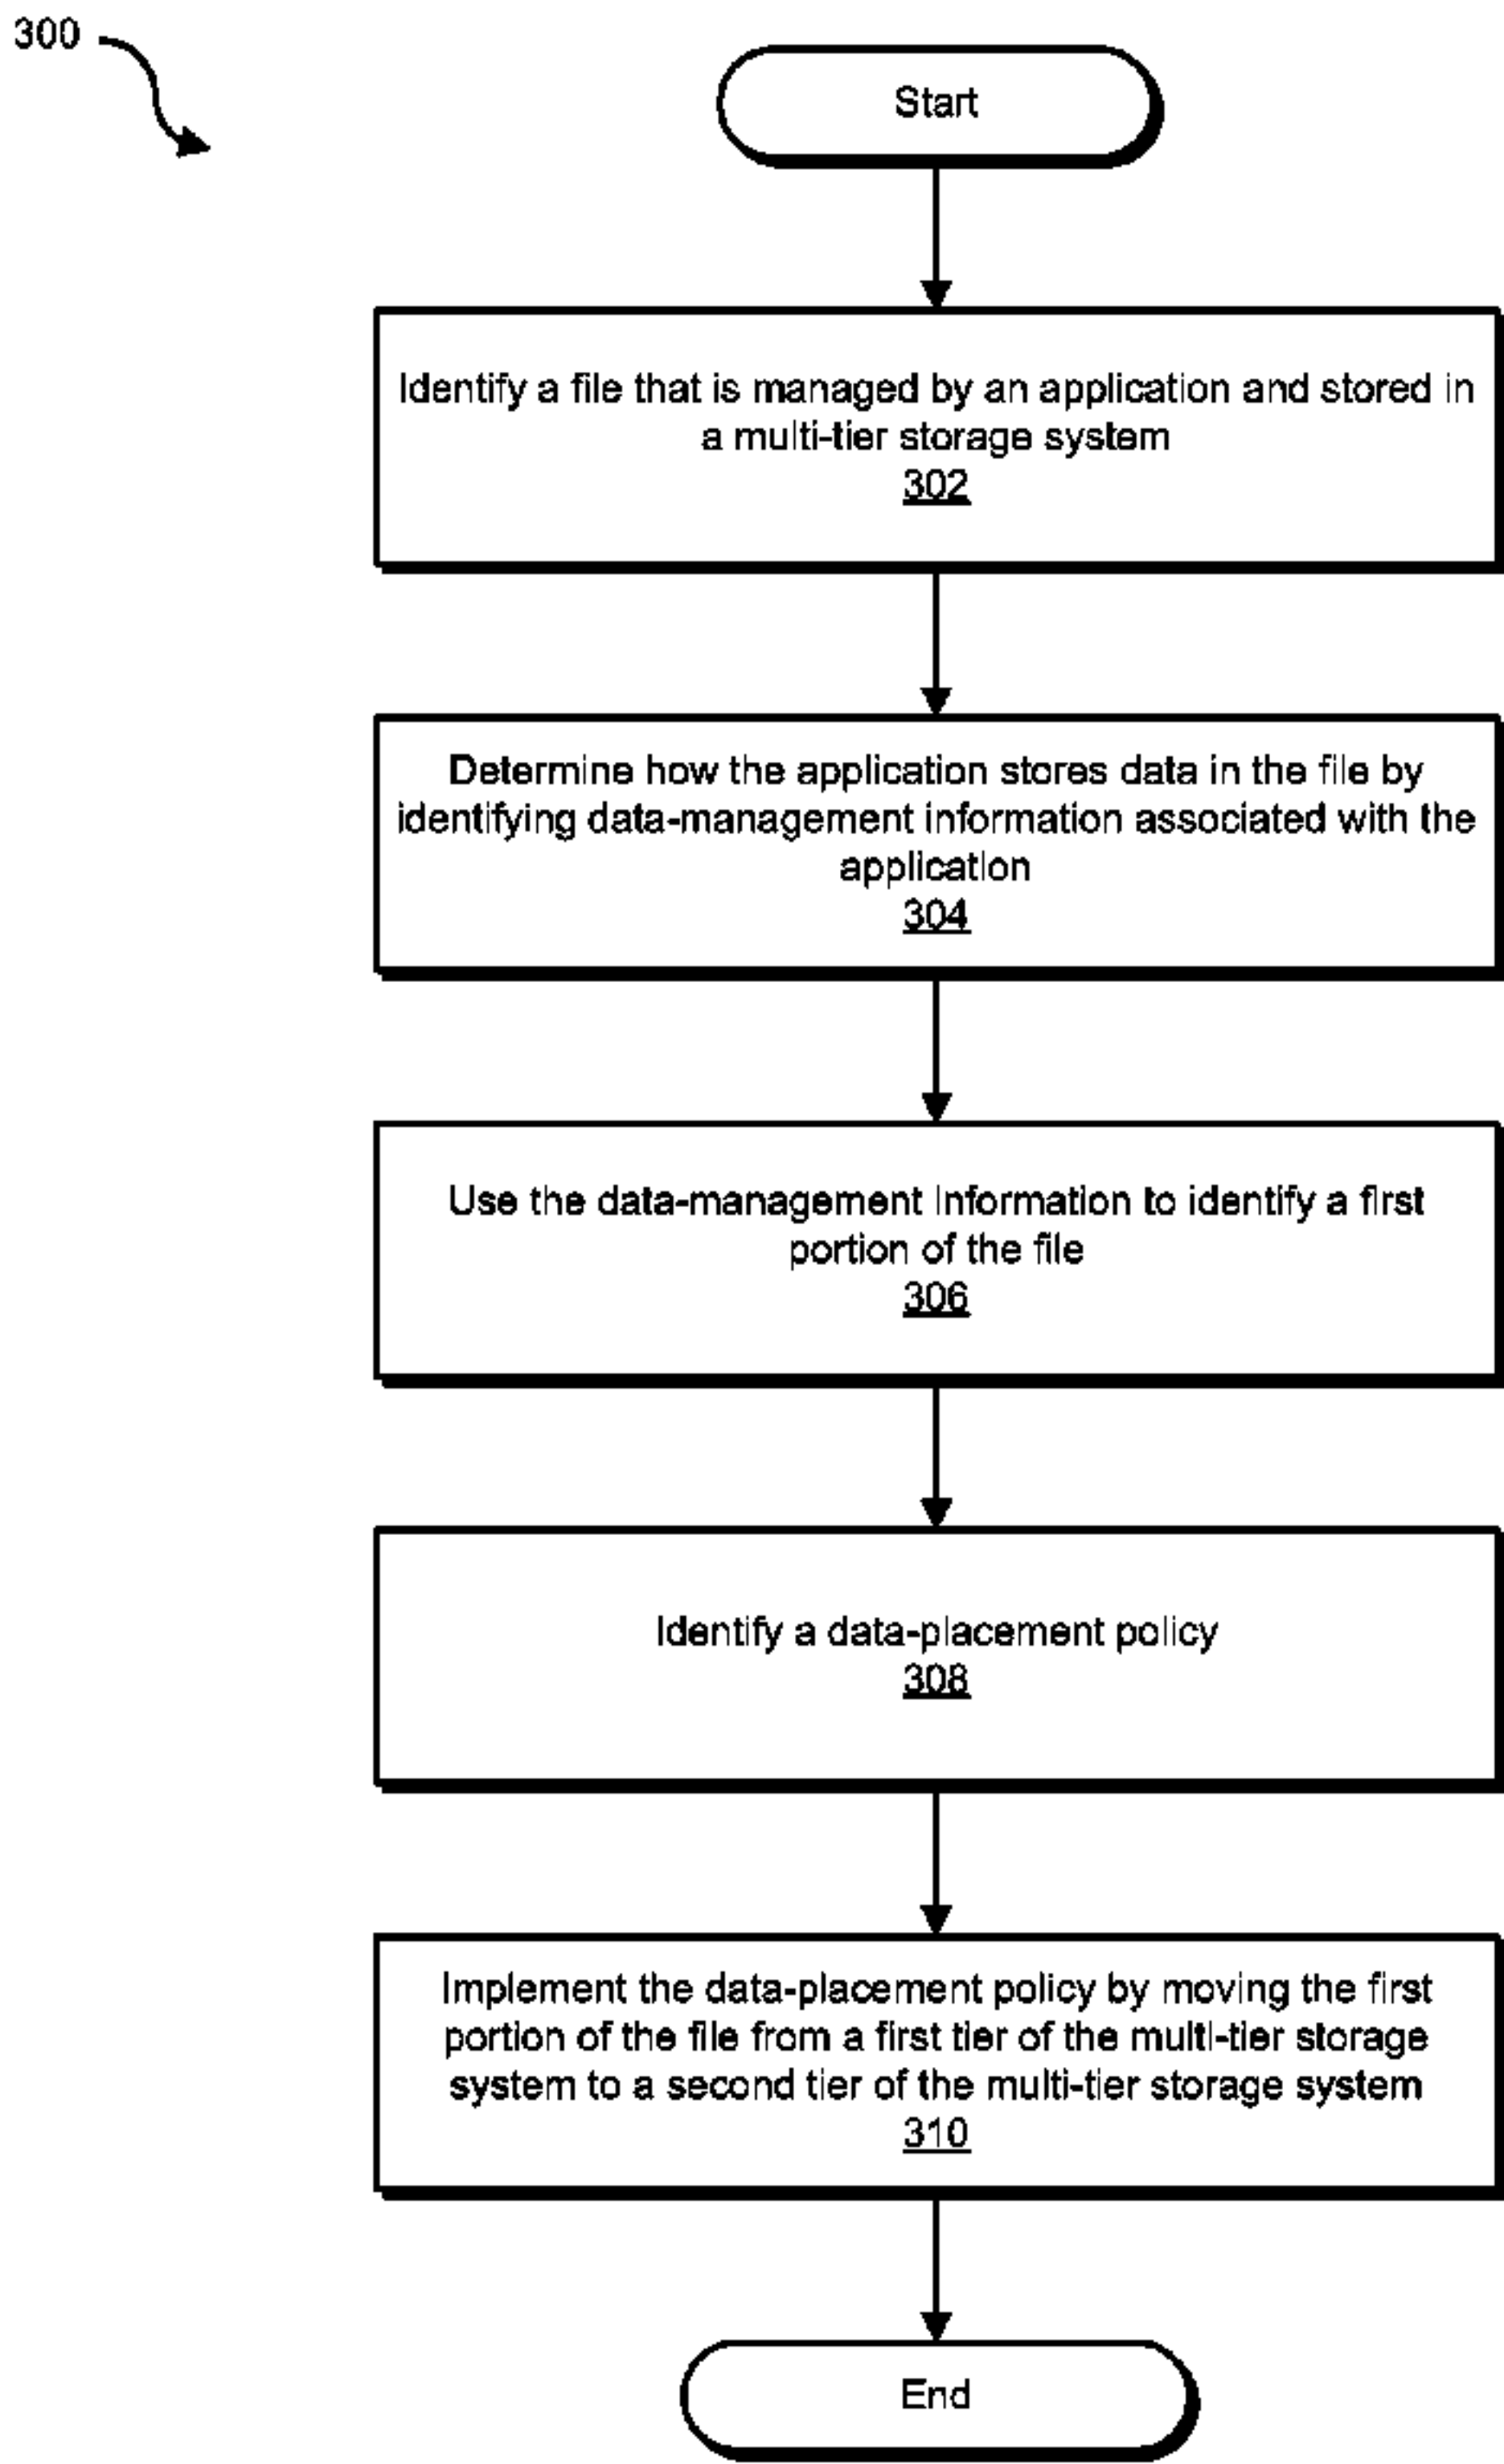 300
Start
Identify a file that is managed by an application and stored in
a multi-tier storage system
302
Determine how the application stores data in the file by
identifying data-management information associated with the
application
304
Use the data-management information to identify a first
portion of the file
306
Identify a data-placement policy
308
Implement the data-placement policy by moving the first
portion of the file from a first tier of the multi-tier storage
system to a second tier of the multi-tier storage system
310
End